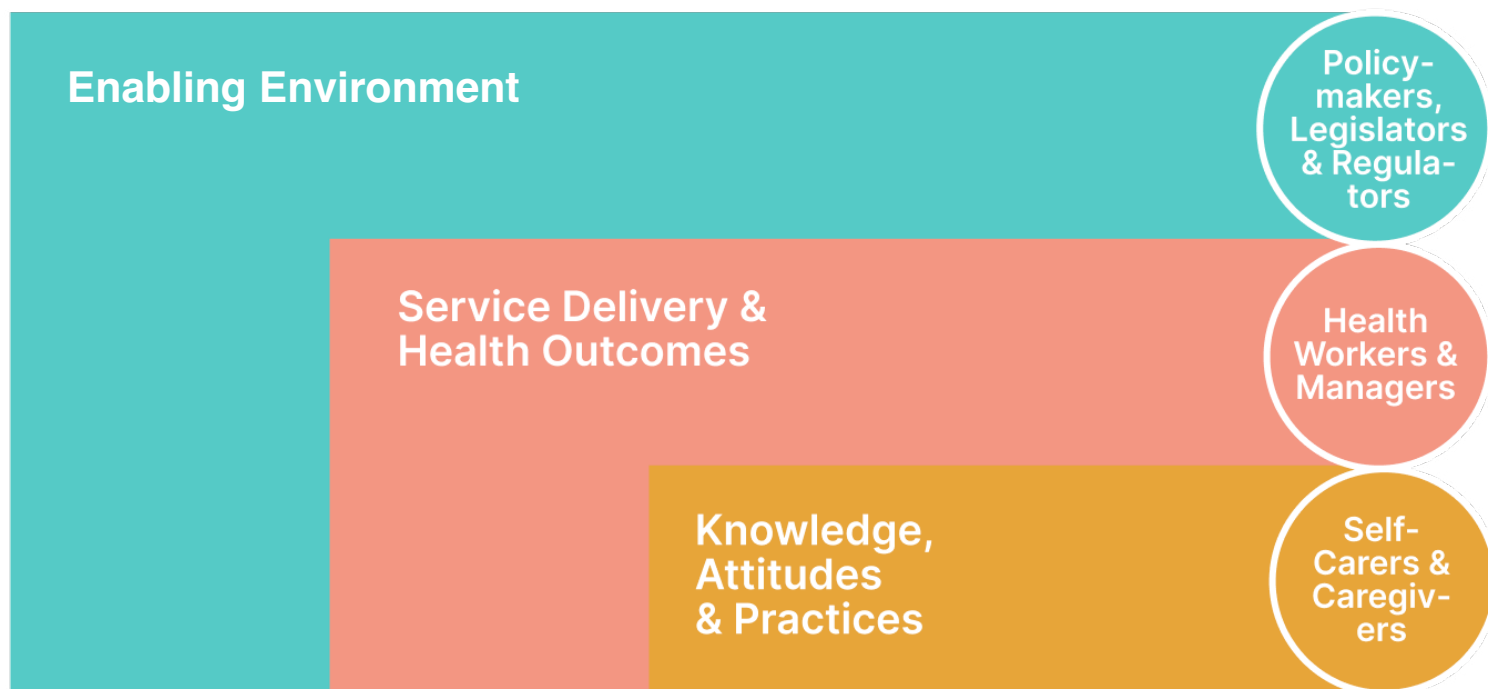 Enabling Environment
Policy-
makers,
Legislators
& Regula-
tors
Service Delivery &
Health Outcomes
Health
Workers &
Managers
Knowledge,
Attitudes
& Practices
Self-
Carers &
Caregiv-
ers